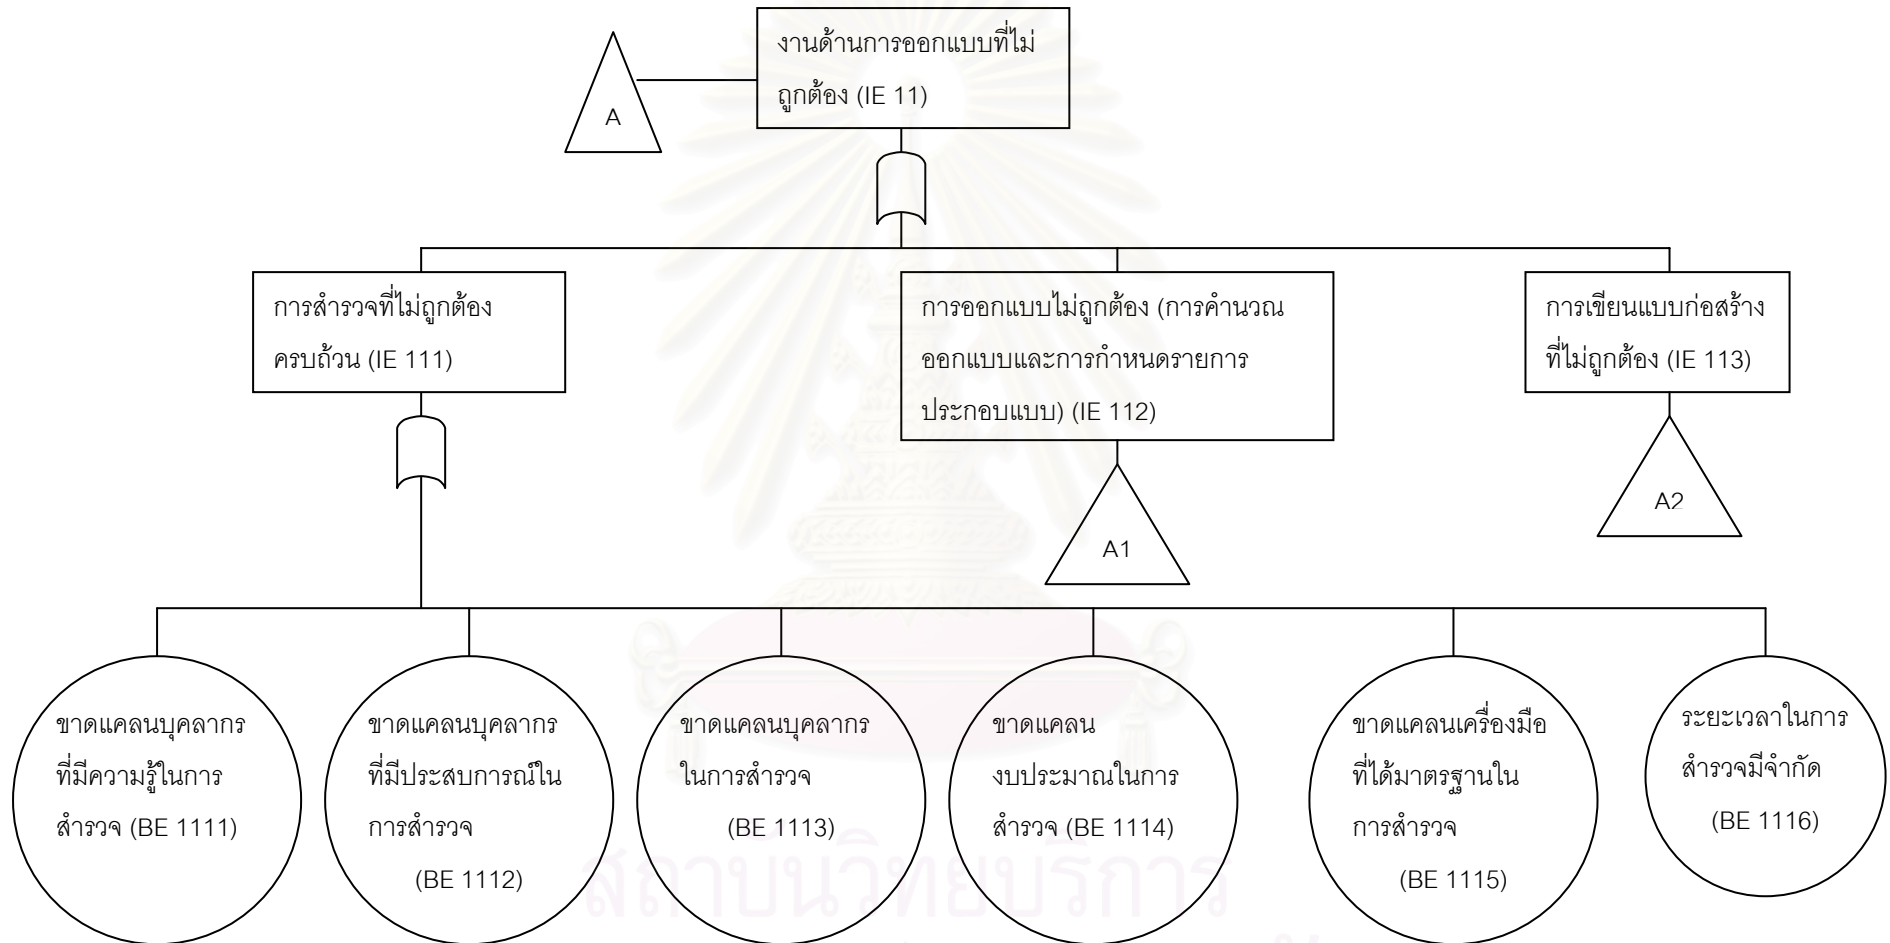 งานด้านการออกแบบที่ไม่
ถูกต้อง (IE 11)
A
การสำรวจที่ไม่ถูกต้อง
ครบถ้วน (IE 111)
การออกแบบไม่ถูกต้อง (การคำนวณ
ออกแบบและการกำหนดรายการ
ประกอบแบบ) (IE 112)
การเขียนแบบก่อสร้าง
ที่ไม่ถูกต้อง (IE 113)
A1
A2
ขาดแคลนบุคลากร
ที่มีความรู้ในการ
สำรวจ (BE 1111)
ขาดแคลนบุคลากร
ที่มีประสบการณ์ใน
การสำรวจ
(BE 1112)
ขาดแคลนบุคลากร
ในการสำรวจ
(BE 1113)
ขาดแคลน
งบประมาณในการ
สำรวจ (BE 1114)
ขาดแคลนเครื่องมือ
ที่ได้มาตรฐานใน
การสำรวจ
(BE 1115)
ระยะเวลาในการ
สำรวจมีจำกัด
(BE 1116)
สถาบันวิทยบริการ